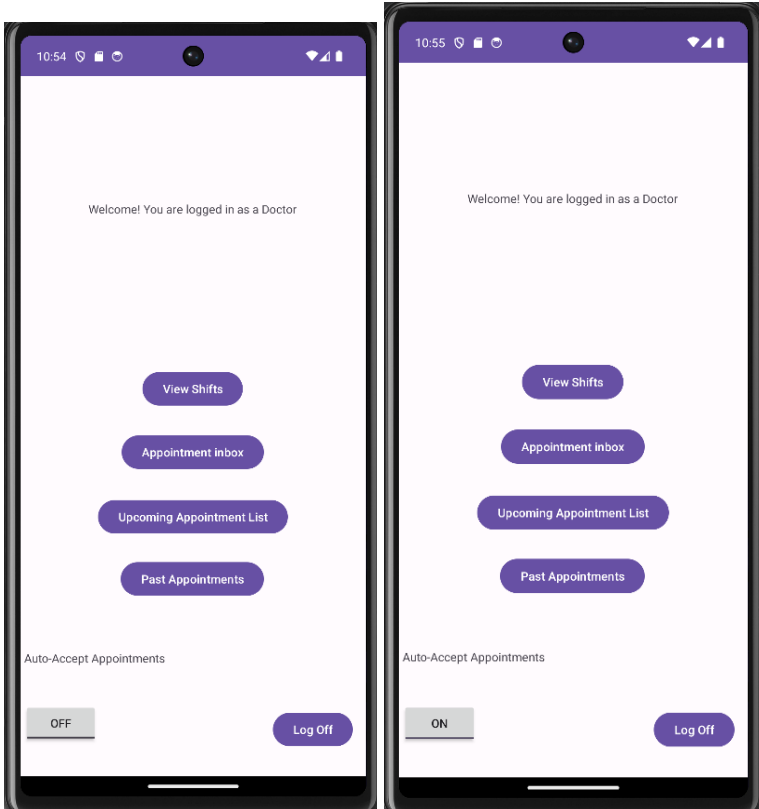 10:54
Welcome! You are logged in as a Doctor
View Shifts
Appointment inbox
Upcoming Appointment List
Past Appointments
Auto-Accept Appointments
OFF
Log Off
10:55
Welcome! You are logged in as a Doctor
View Shifts
Appointment inbox
Upcoming Appointment List
Past Appointments
Auto-Accept Appointments
ON
Log Off